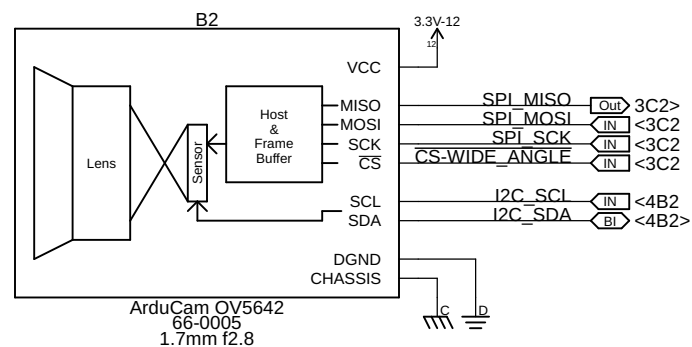 B2
3.3V-12
12
VCC
MISO SPI_MISO Out 3C2>
MOSI SPI_MOSI IN <3C2
SCK SPI_SCK IN <3C2
CS CS-WIDE_ANGLE IN <3C2
Host
&
Frame
Buffer
Lens
Sensor
SCL I2C_SCL IN <4B2
SDA I2C_SDA BI <4B2>
DGND
CHASSIS
C D
ArduCam OV5642
66-0005
1.7mm f2.8